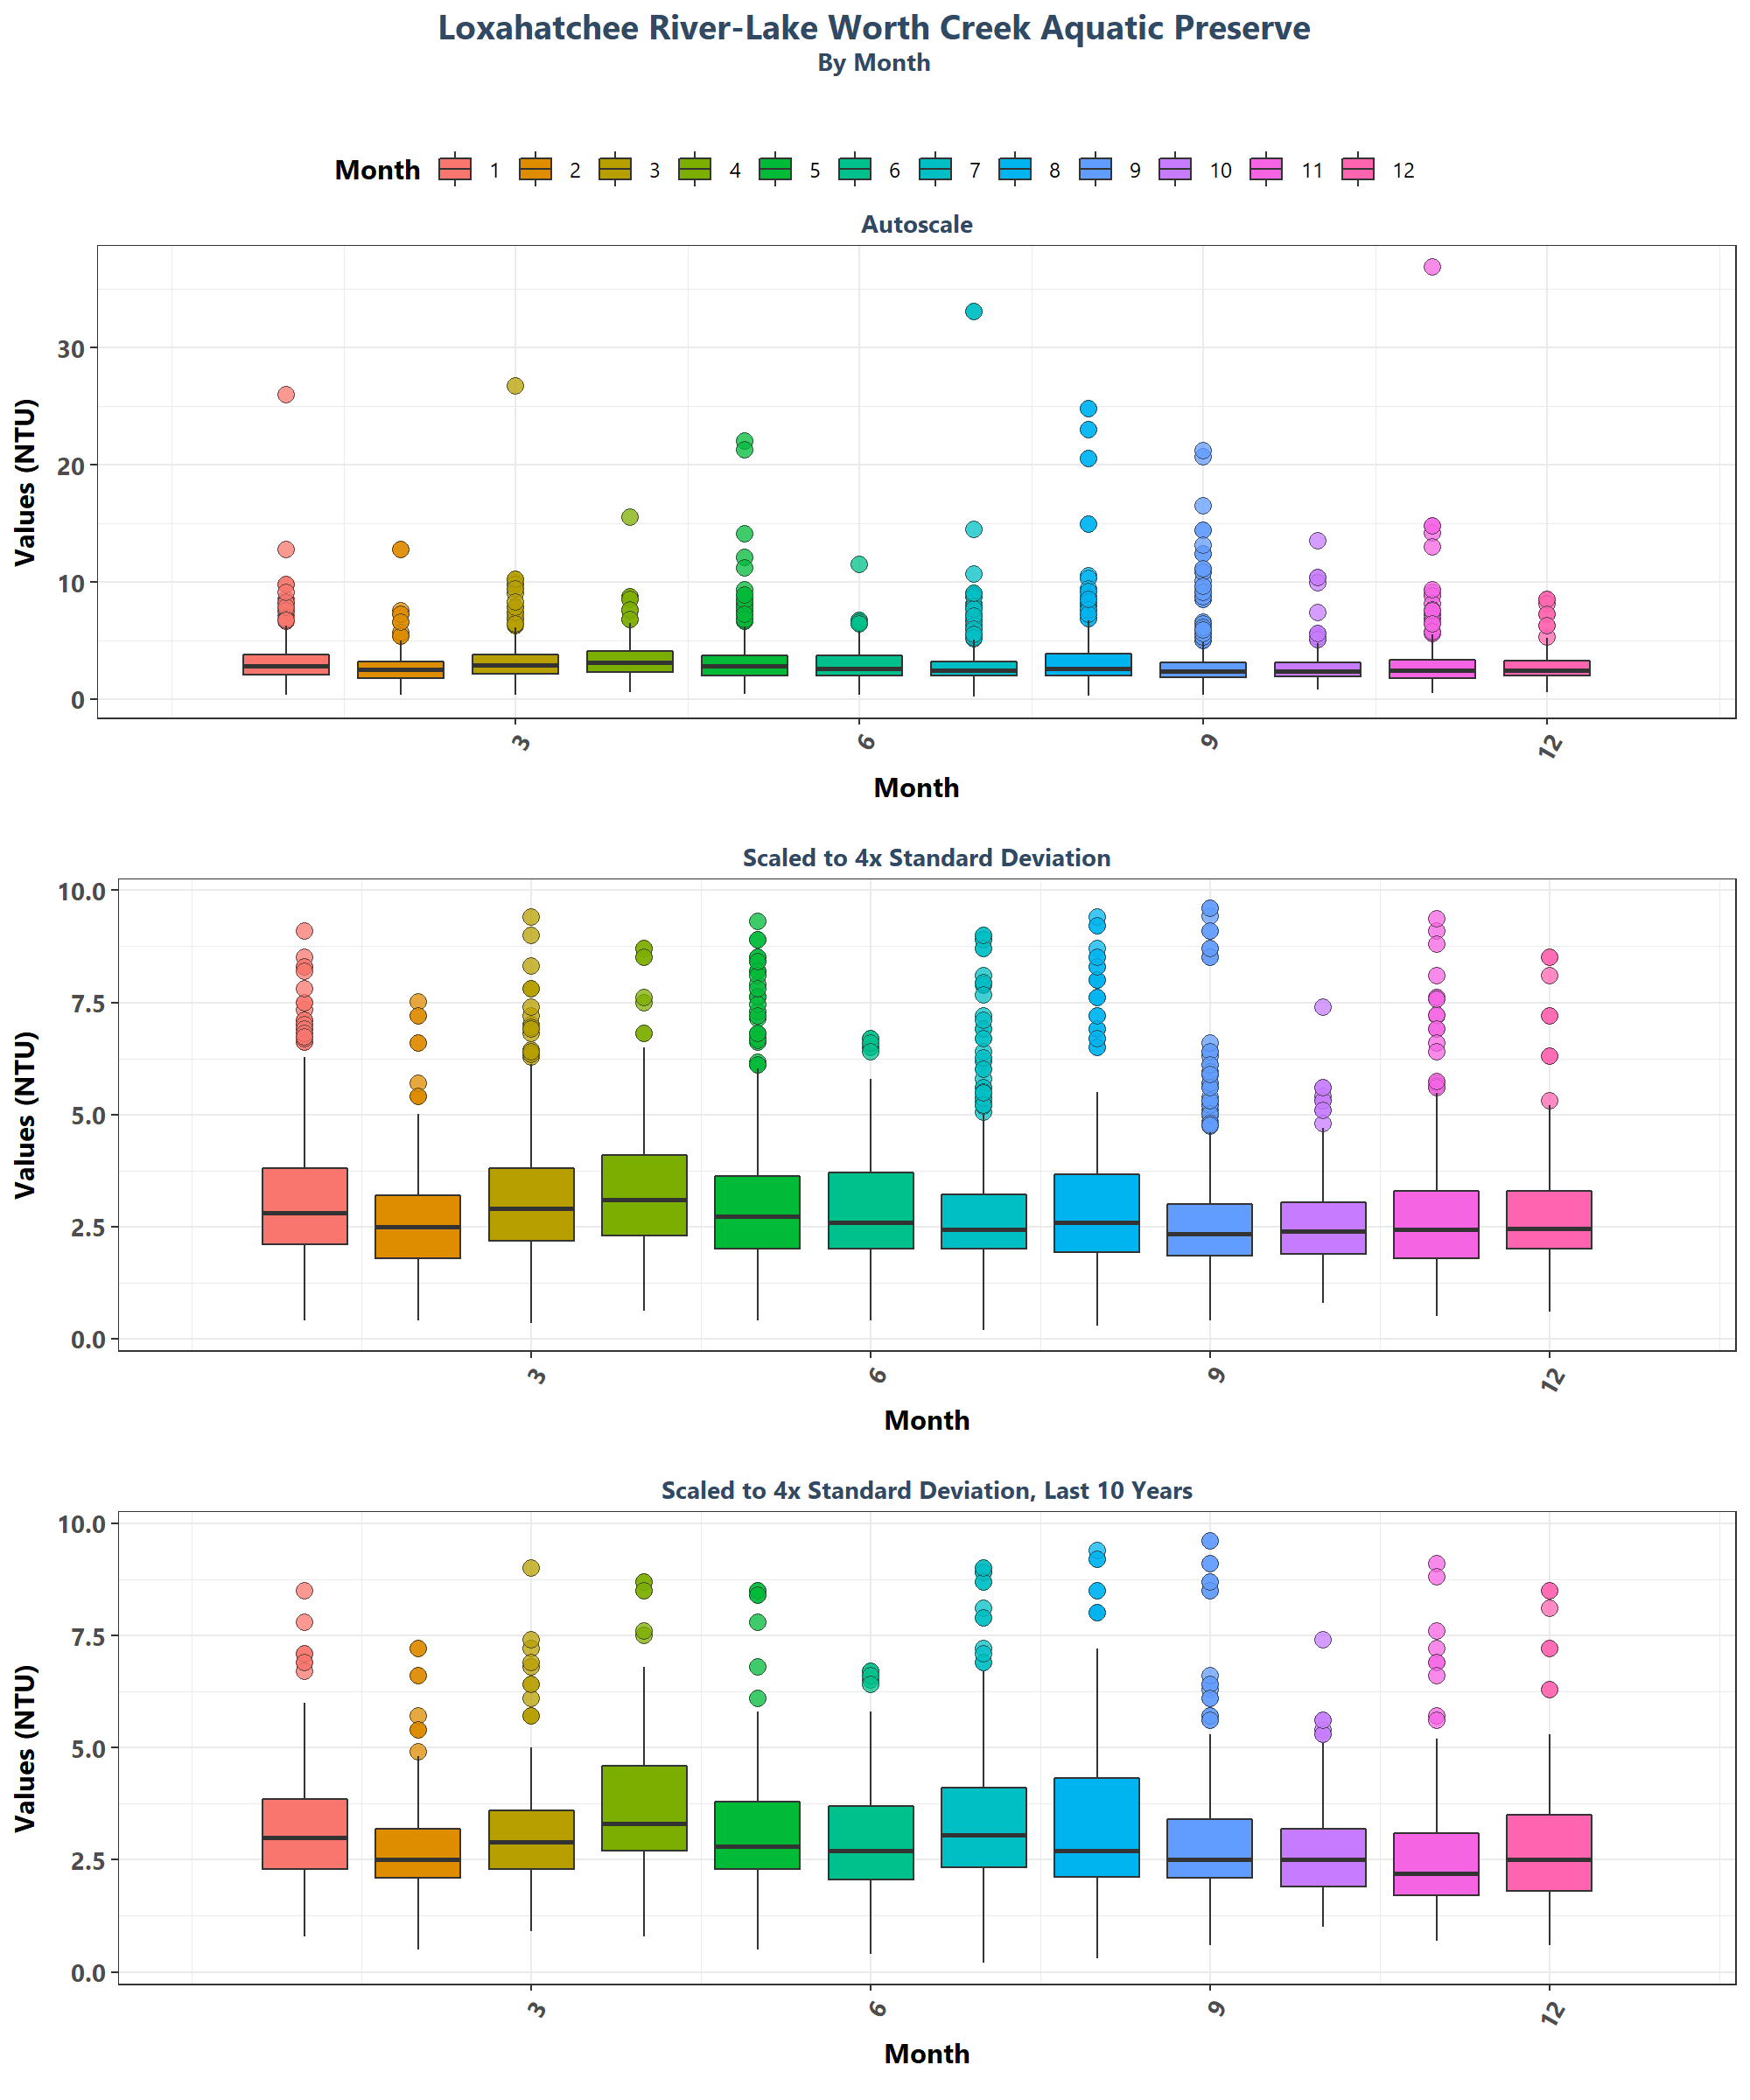 Loxahatchee River-Lake Worth Creek Aquatic Preserve
By Month
Month 1 2 3 4 5 6 7 8 9 10 11 12
Autoscale
Values (NTU)
30
20
10
0
3 6 9 12
Month
Scaled to 4x Standard Deviation
Values (NTU)
10.0
7.5
5.0
2.5
0.0
3 6 9 12
Month
Scaled to 4x Standard Deviation, Last 10 Years
Values (NTU)
10.0
7.5
5.0
2.5
0.0
3 6 9 12
Month